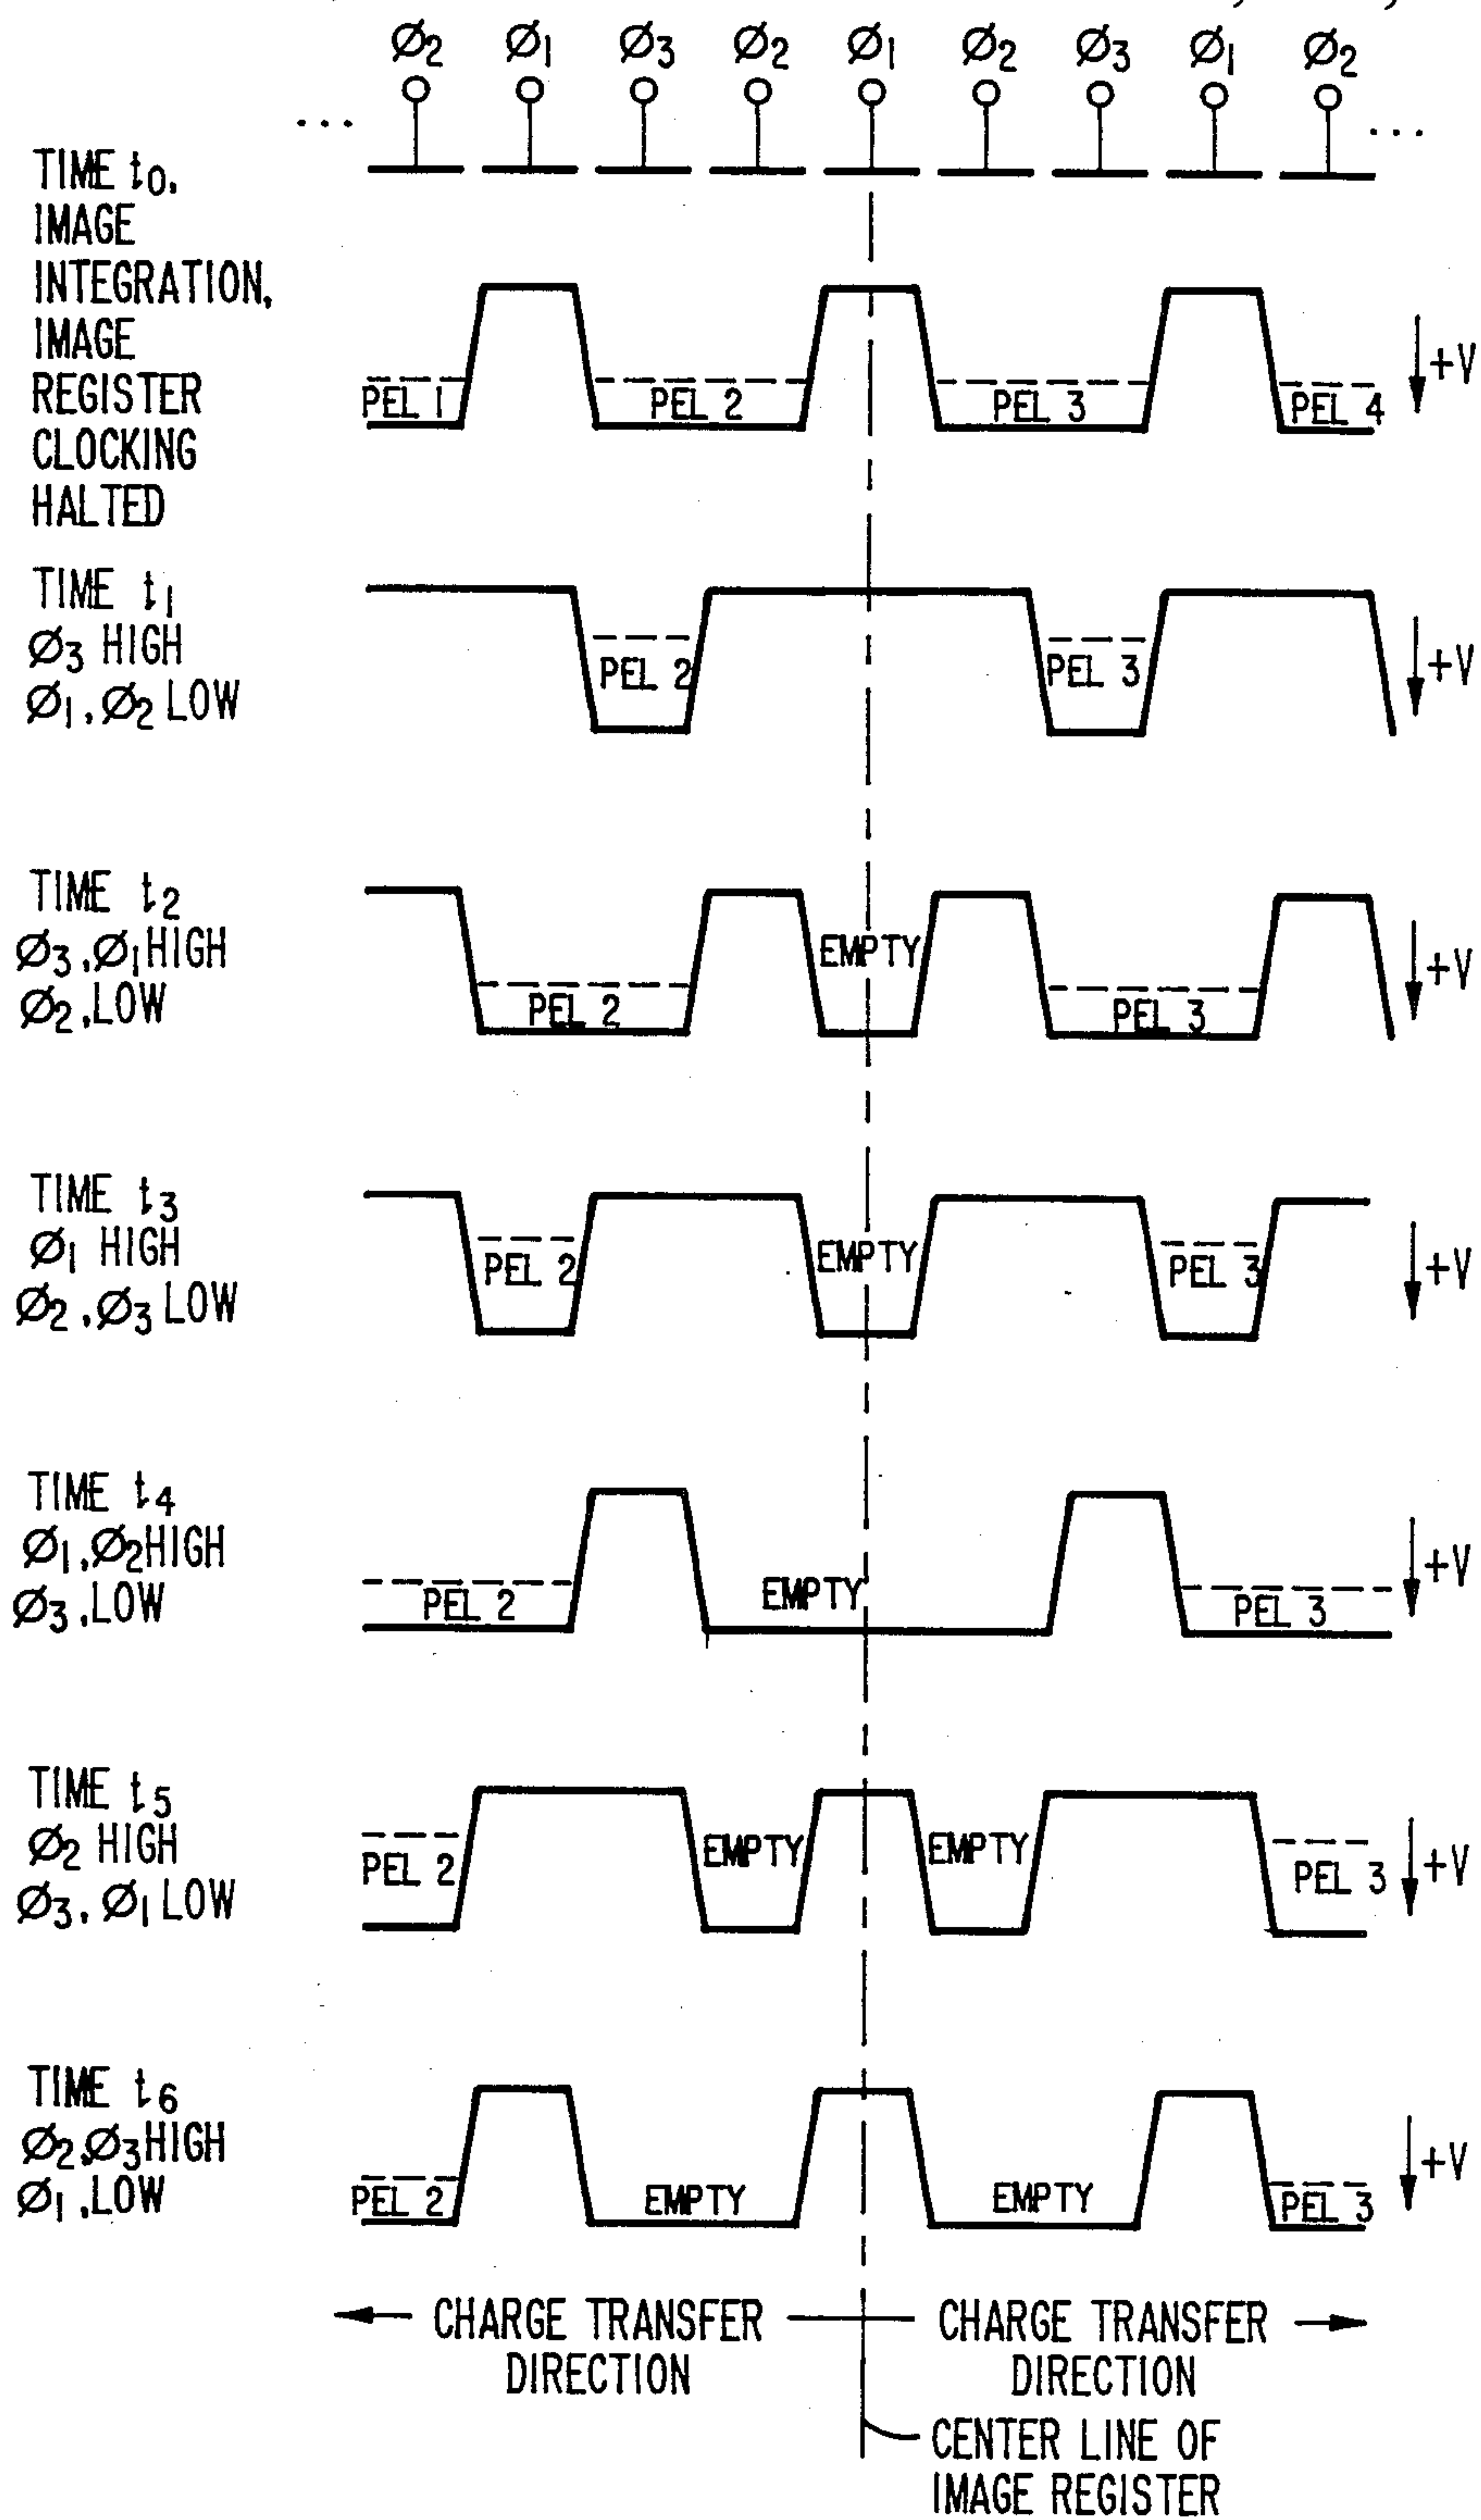 Ø2 Ø1 Ø3 Ø2 Ø1 Ø2 Ø3 Ø1 Ø2
... ...
TIME t0,
IMAGE
INTEGRATION,
IMAGE
REGISTER
CLOCKING
HALTED
PEL 1 PEL 2 PEL 3 PEL 4
+V
TIME t1
Ø3 HIGH
Ø1, Ø2 LOW
PEL 2 PEL 3
+V
TIME t2
Ø3, Ø1 HIGH
Ø2, LOW
PEL 2 EMPTY PEL 3
+V
TIME t3
Ø1 HIGH
Ø2, Ø3 LOW
PEL 2 EMPTY PEL 3
+V
TIME t4
Ø1, Ø2 HIGH
Ø3, LOW
PEL 2 EMPTY PEL 3
+V
TIME t5
Ø2 HIGH
Ø3, Ø1 LOW
PEL 2 EMPTY EMPTY PEL 3
+V
TIME t6
Ø2, Ø3 HIGH
Ø1, LOW
PEL 2 EMPTY EMPTY PEL 3
+V
CHARGE TRANSFER
DIRECTION
CHARGE TRANSFER
DIRECTION
CENTER LINE OF
IMAGE REGISTER